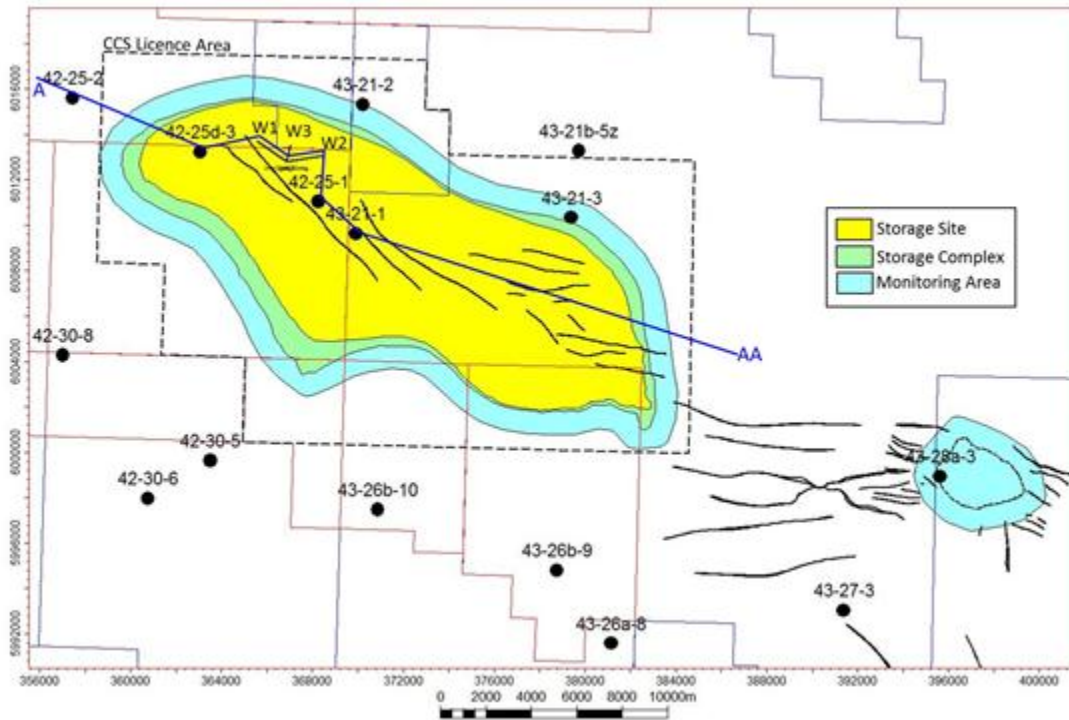 CCS Licence Area
42-25-2
A
43-21-2
43-21b-5z
42-25d-3
W1
W3
W2
42-25-1
43-21-1
43-21-3
Storage Site
Storage Complex
Monitoring Area
42-30-8
AA
42-30-5
42-30-6
43-26b-10
43-28a-3
43-26b-9
43-27-3
43-26a-8
6016000
6012000
6008000
6004000
6000000
5996000
5992000
356000
360000
364000
368000
372000
376000
380000
384000
388000
392000
396000
400000
0 2000 4000 6000 8000 10000m